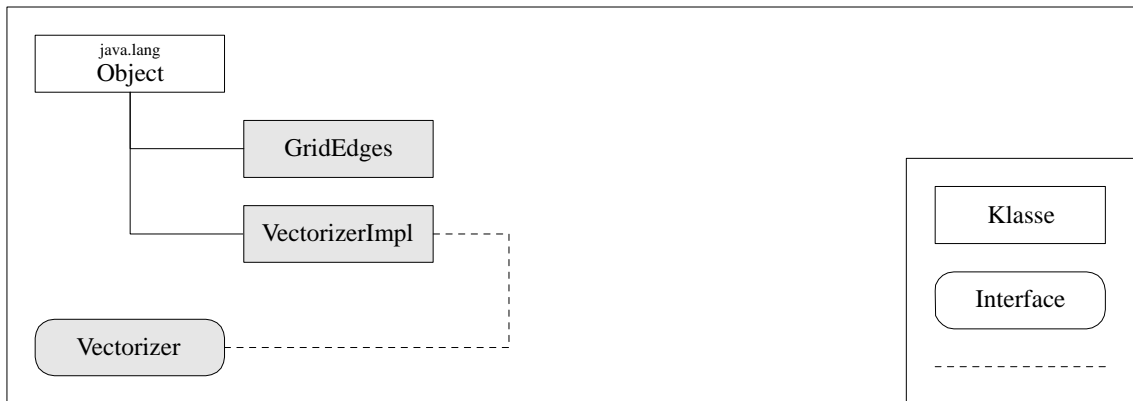 java.lang
Object
GridEdges
VectorizerImpl
Vectorizer
Klasse
Interface